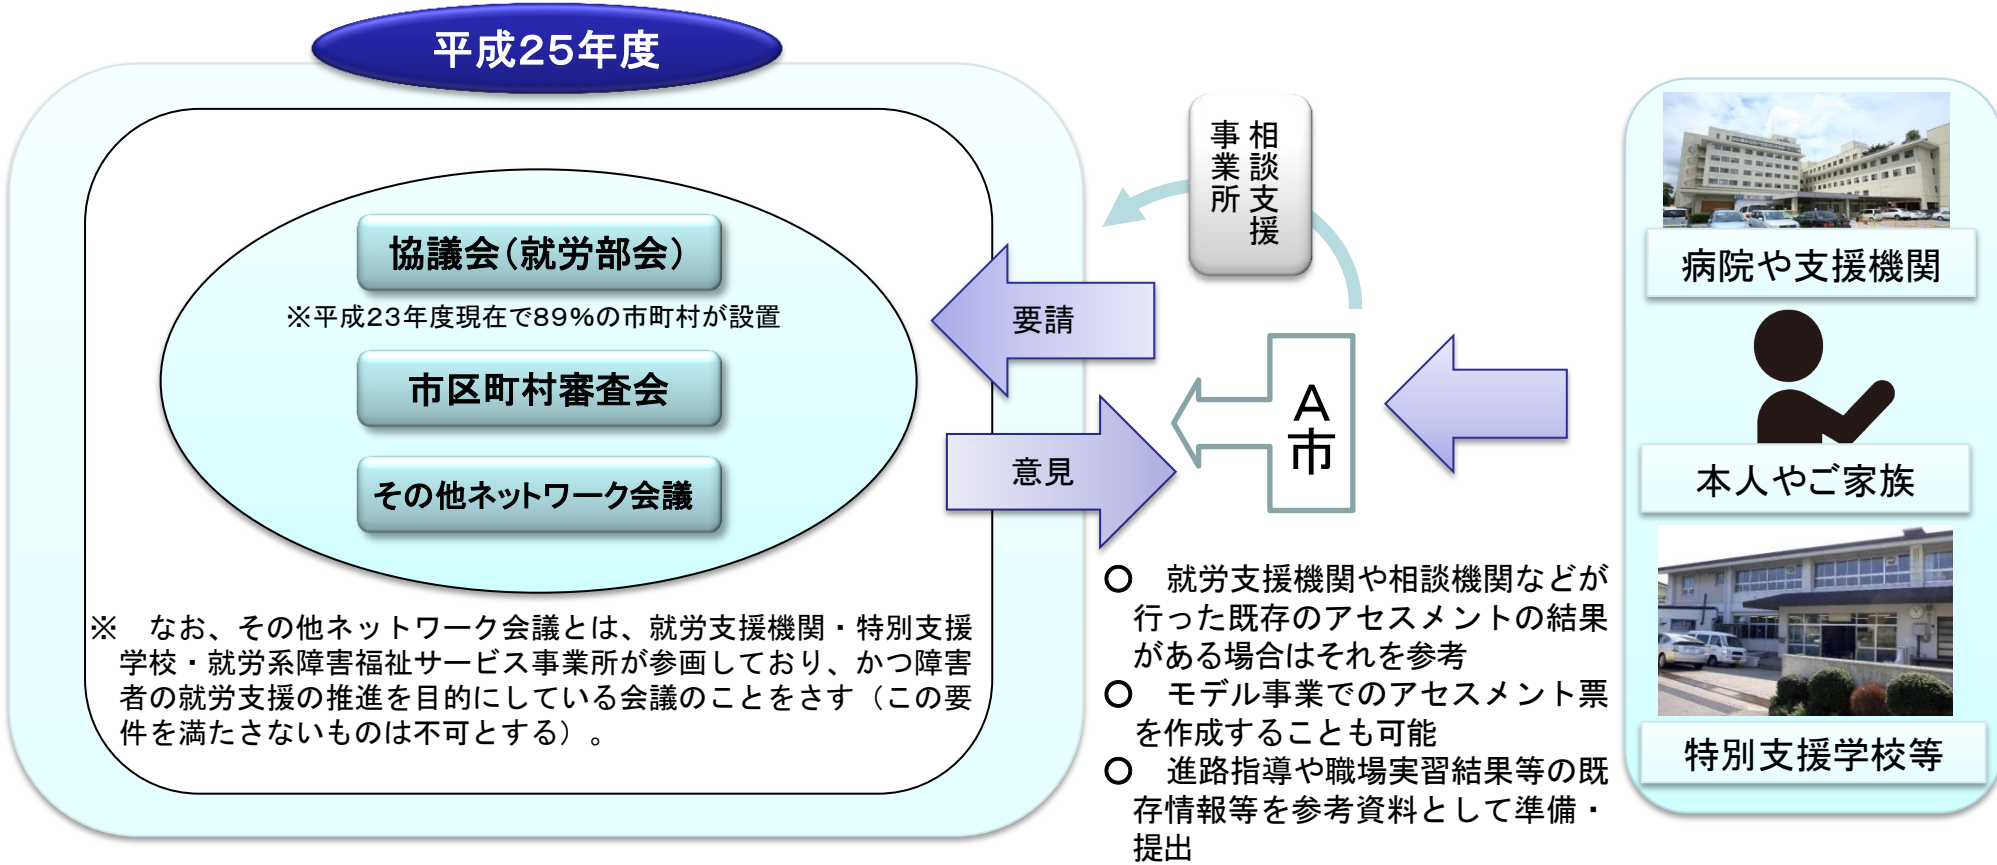 平成25年度
協議会(就労部会)
※平成23年度現在で89%の市町村が設置
市区町村審査会
その他ネットワーク会議
※ なお、その他ネットワーク会議とは、就労支援機関・特別支援
学校・就労系障害福祉サービス事業所が参画しており、かつ障害
者の就労支援の推進を目的にしている会議のことをさす(この要
件を満たさないものは不可とする)。
相談支援
事業所
要請
意見
A市
○ 就労支援機関や相談機関などが
行った既存のアセスメントの結果
がある場合はそれを参考
○ モデル事業でのアセスメント票
を作成することも可能
○ 進路指導や職場実習結果等の既
存情報等を参考資料として準備・
提出
病院や支援機関
本人やご家族
特別支援学校等